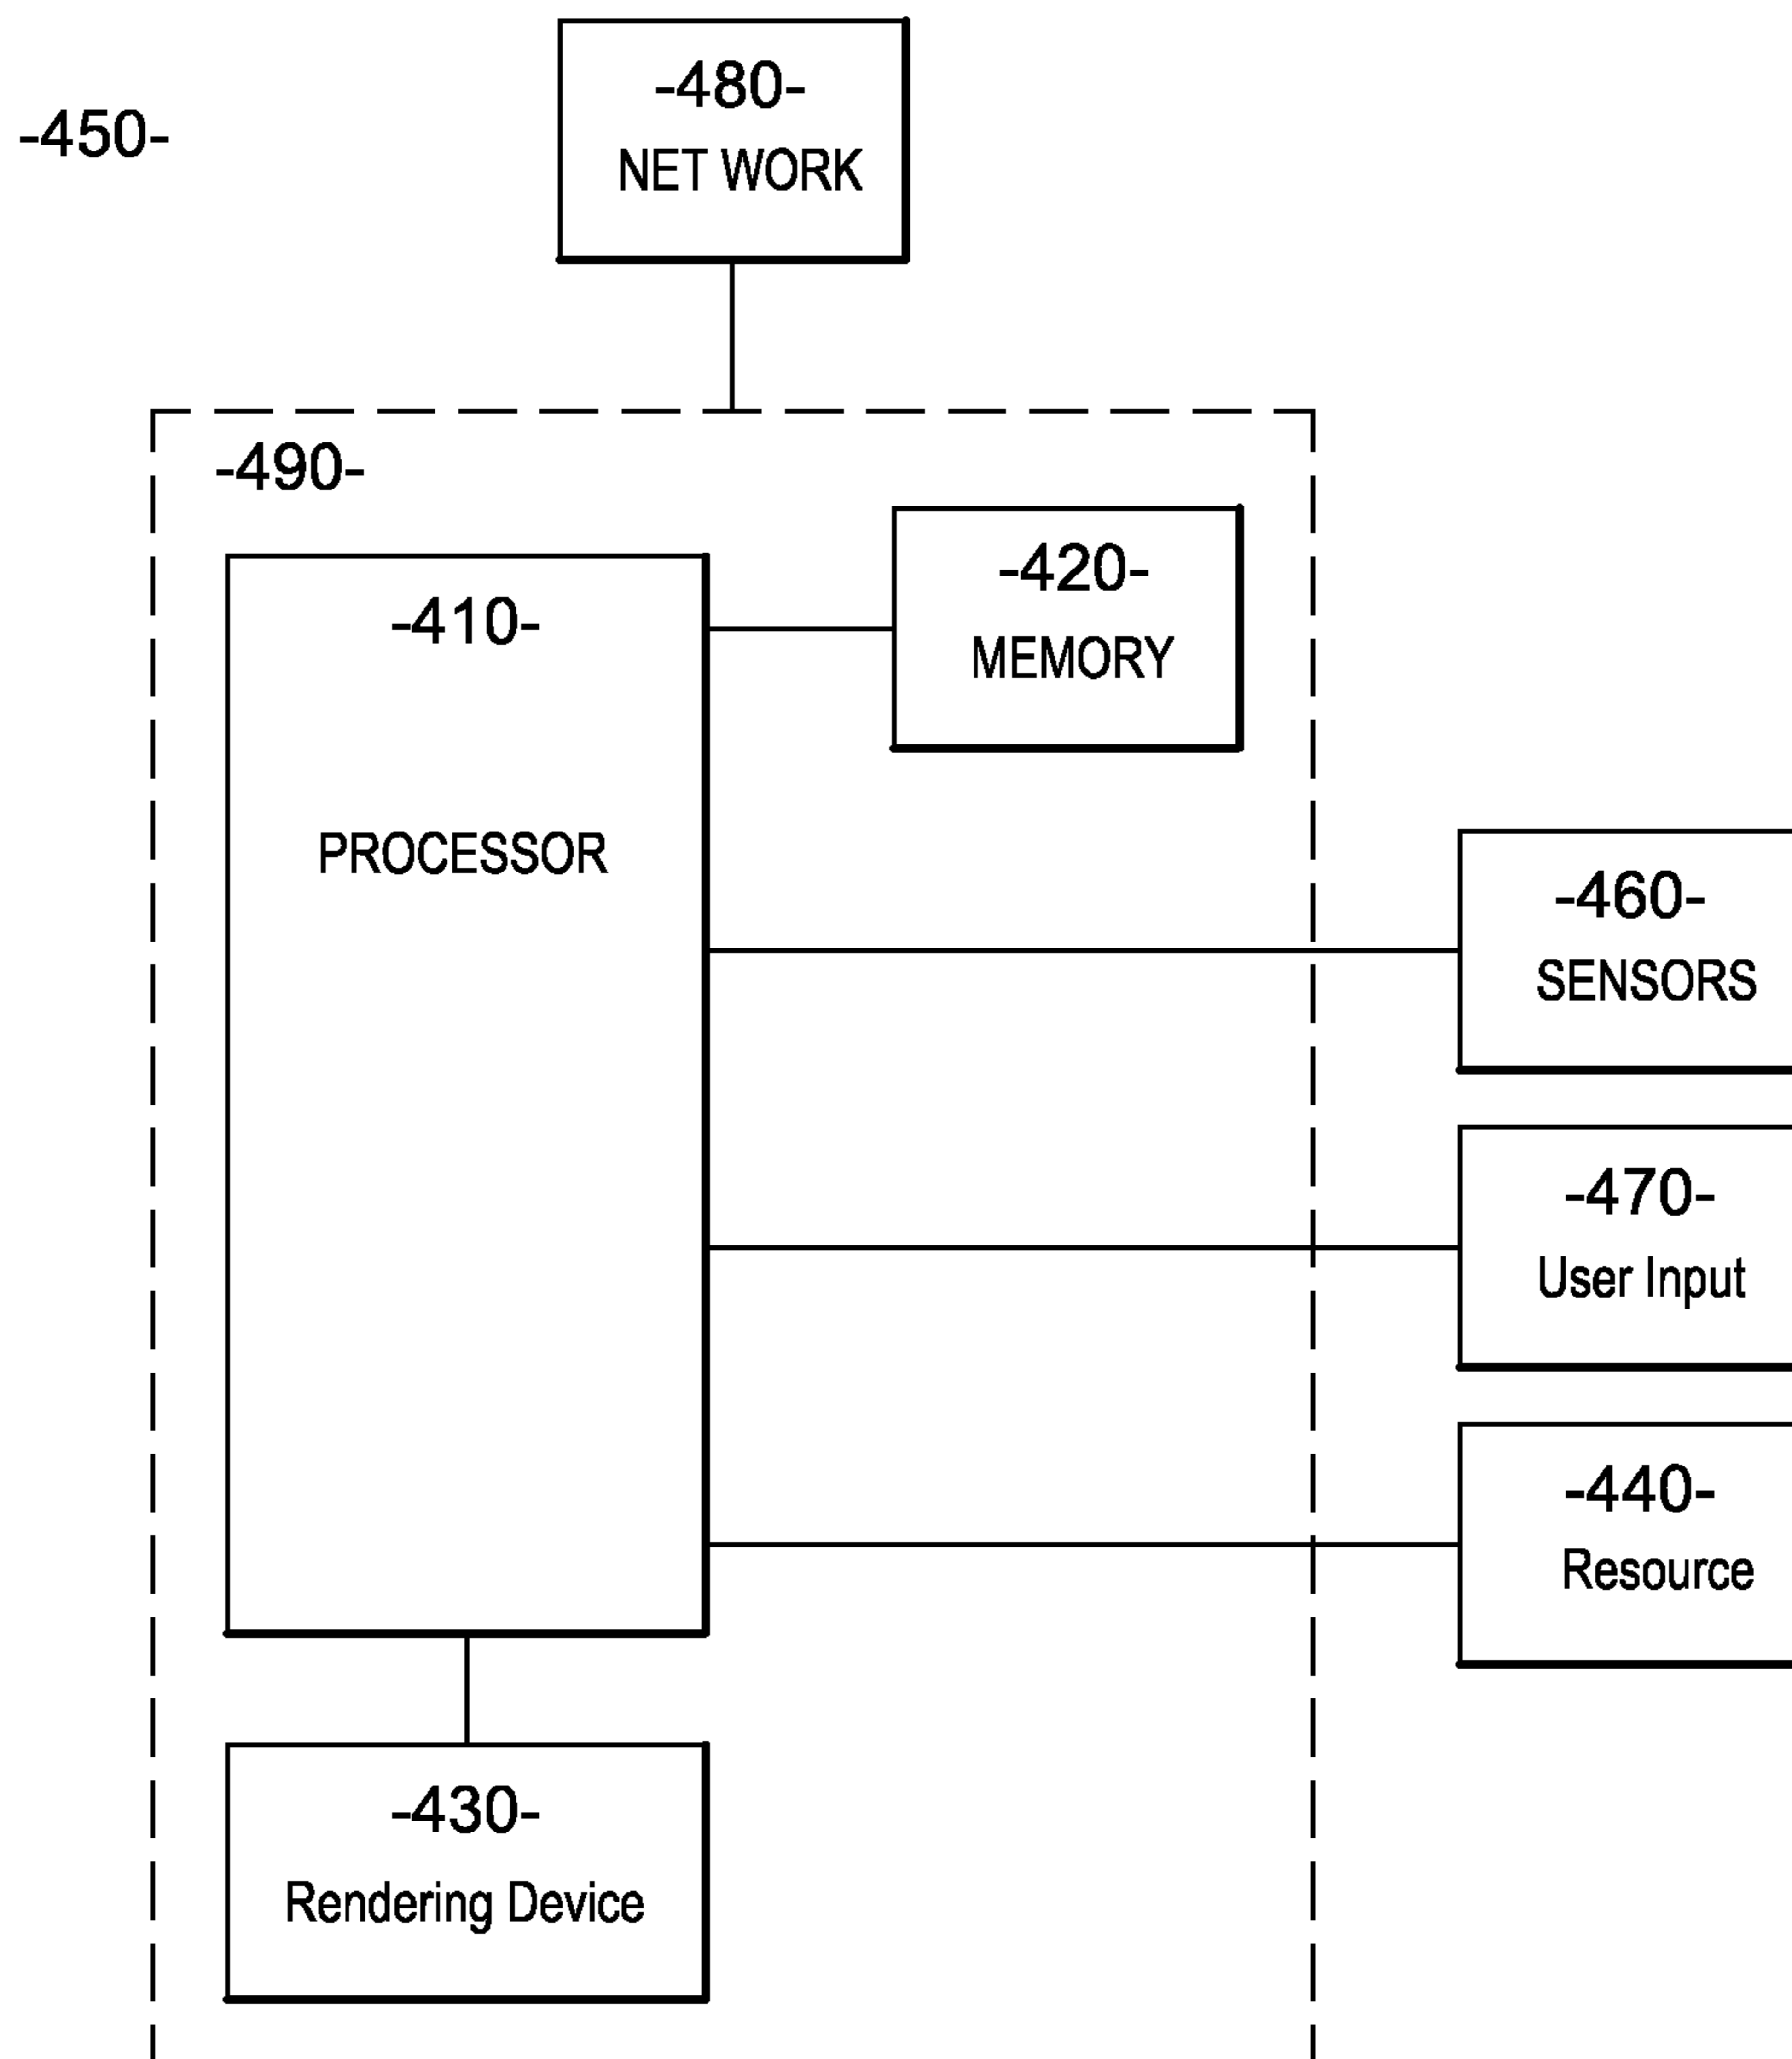 -480-
NET WORK
-450-
-490-
-410-
PROCESSOR
-420-
MEMORY
-460-
SENSORS
-470-
User Input
-440-
Resource
-430-
Rendering Device